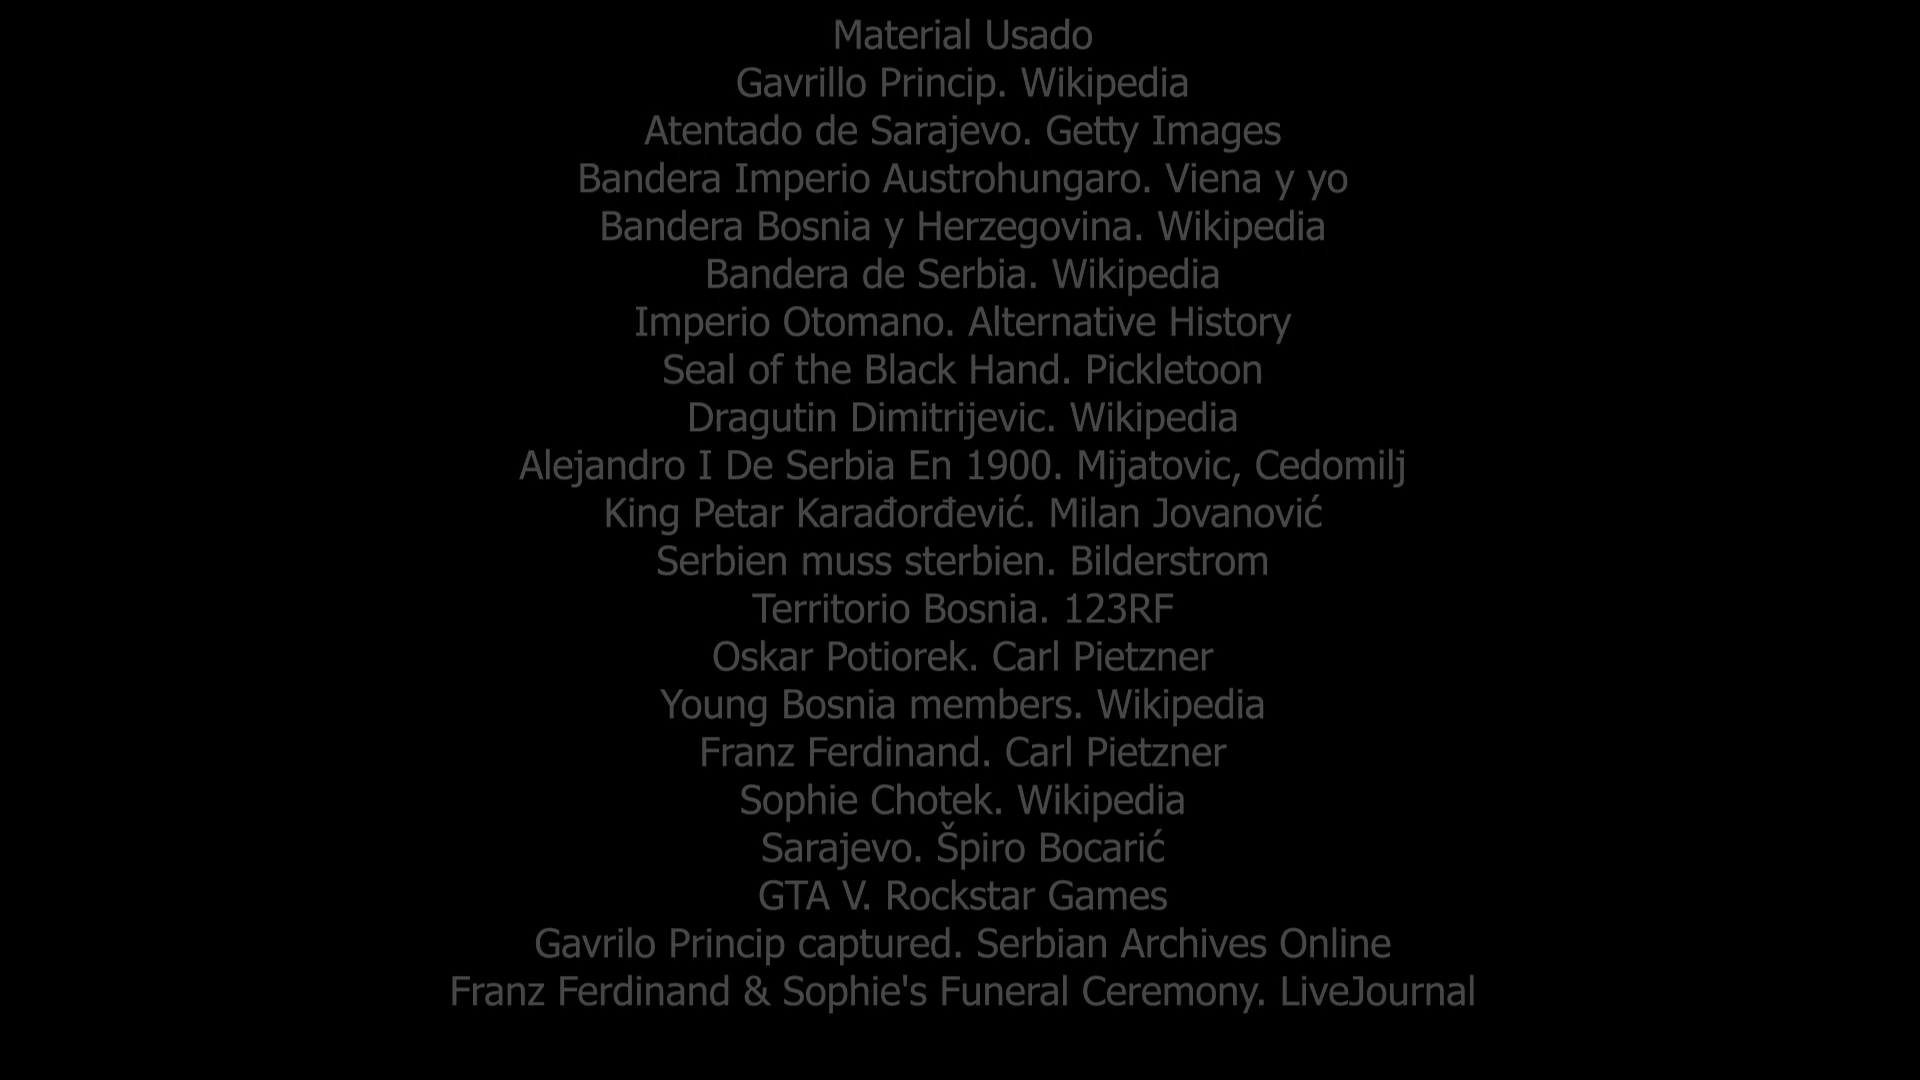 Material Usado
Gavrillo Princip. Wikipedia
Atentado de Sarajevo. Getty Images
Bandera Imperio Austrohungaro. Viena y yo
Bandera Bosnia y Herzegovina. Wikipedia
Bandera de Serbia. Wikipedia
Imperio Otomano. Alternative History
Seal of the Black Hand. Pickletoon
Dragutin Dimitrijevic. Wikipedia
Alejandro I De Serbia En 1900. Mijatovic, Cedomilj
King Petar Karađorđević. Milan Jovanović
Serbien muss sterbien. Bilderstrom
Territorio Bosnia. 123RF
Oskar Potiorek. Carl Pietzner
Young Bosnia members. Wikipedia
Franz Ferdinand. Carl Pietzner
Sophie Chotek. Wikipedia
Sarajevo. Špiro Bocarić
GTA V. Rockstar Games
Gavrilo Princip captured. Serbian Archives Online
Franz Ferdinand & Sophie's Funeral Ceremony. LiveJournal